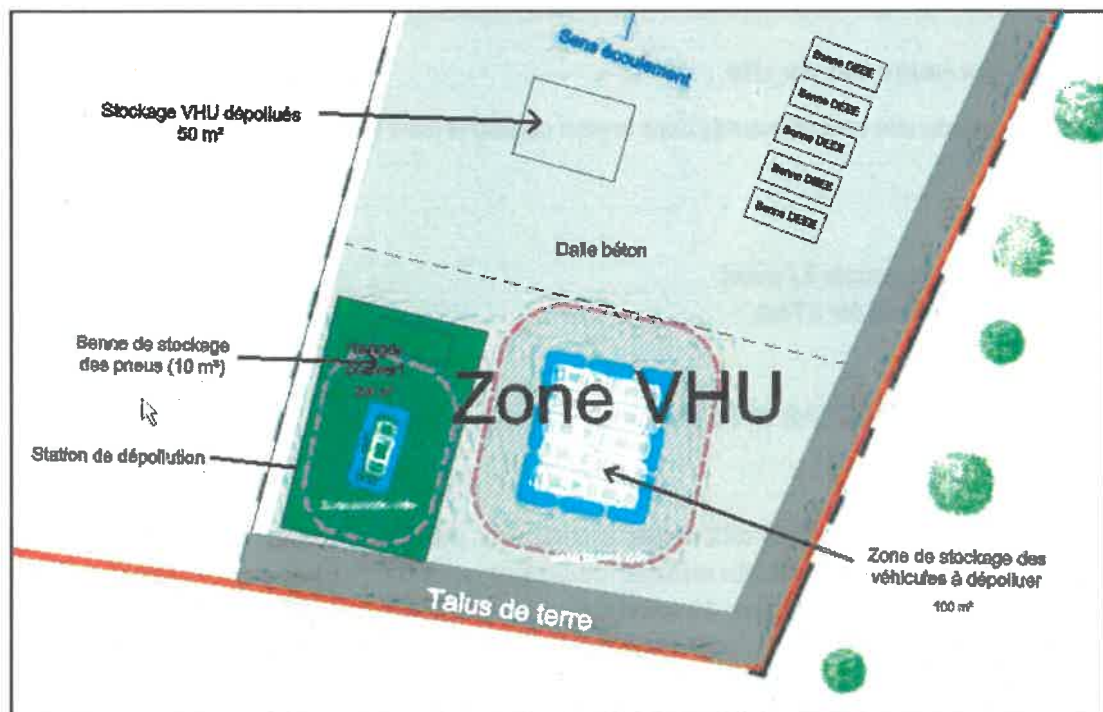 Sens écoulement
Benne DEEE
Benne DEEE
Benne DEEE
Benne DEEE
Benne DEEE
Stockage VHU dépollués
50 m²
Dalle béton
Benne de stockage
des pneus (10 m²)
Zone VHU
Station de dépollution
Zone de stockage des
véhicules à dépolluer
100 m²
Talus de terre